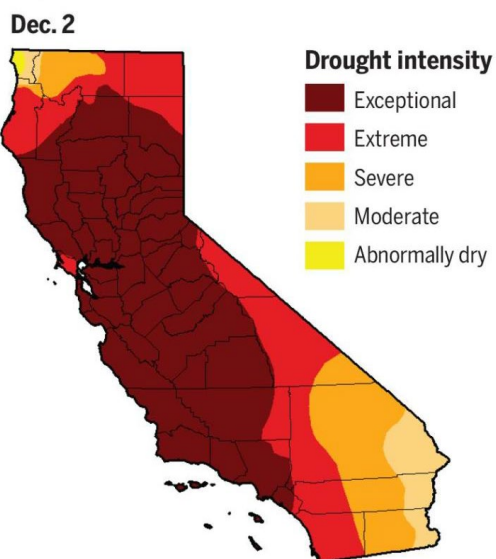 Dec. 2
Drought intensity
Exceptional
Extreme
Severe
Moderate
Abnormally dry